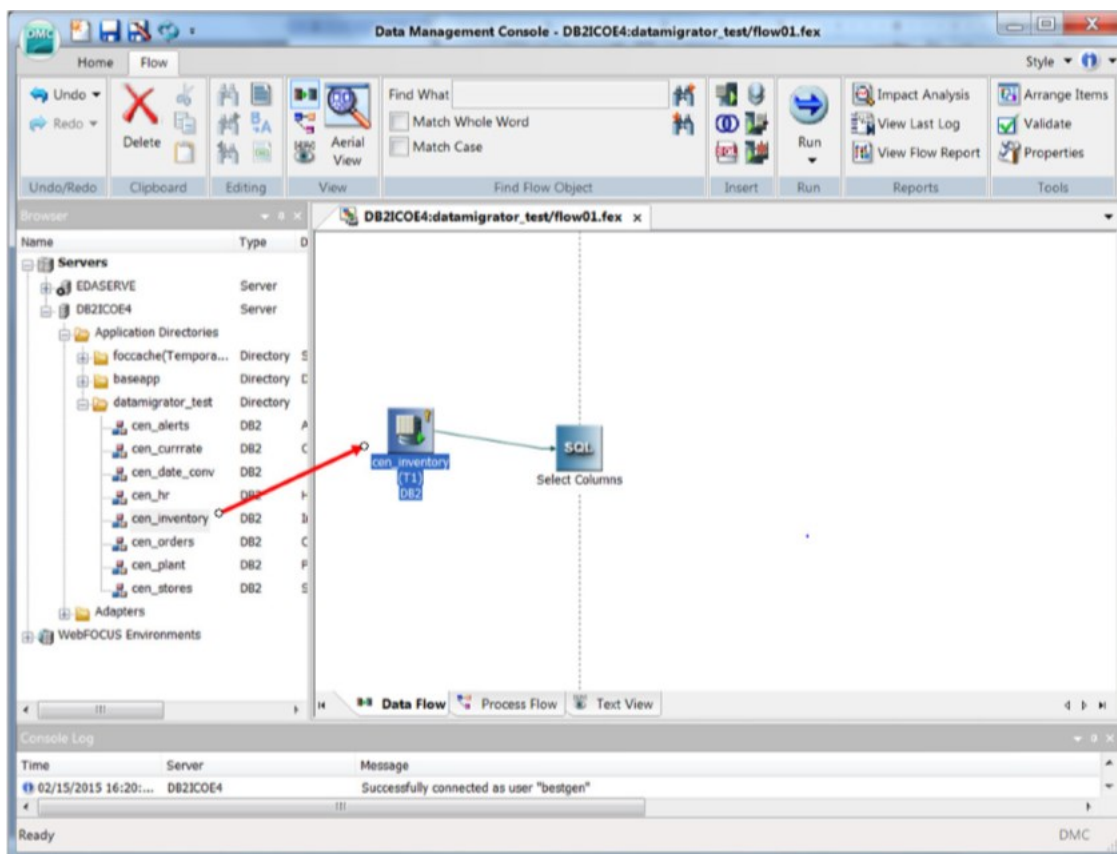 DMC
Data Management Console - DB2ICOE4:datamigrator_test/flow01.fex
Home Flow Style
Undo Find What Impact Analysis Arrange Items
Redo Match Whole Word View Last Log Validate
Delete Aerial View Match Case Run View Flow Report Properties
Undo/Redo Clipboard Editing View Find Flow Object Insert Run Reports Tools
Browser
DB2ICOE4:datamigrator_test/flow01.fex x
Name Type D
Servers
EDASERVE Server
DB2ICOE4 Server
Application Directories
foccache(Tempora... Directory S
baseapp Directory D
datamigrator_test Directory
cen_alerts DB2 A
cen_currrate DB2 C
cen_date_conv DB2
cen_hr DB2 H
cen_inventory DB2 In
cen_orders DB2 C
cen_plant DB2 P
cen_stores DB2 S
Adapters
WebFOCUS Environments
cen_inventory
(T1)
DB2
SQL
Select Columns
Data Flow Process Flow Text View
Console Log
Time Server Message
02/15/2015 16:20:... DB2ICOE4 Successfully connected as user "bestgen"
Ready DMC